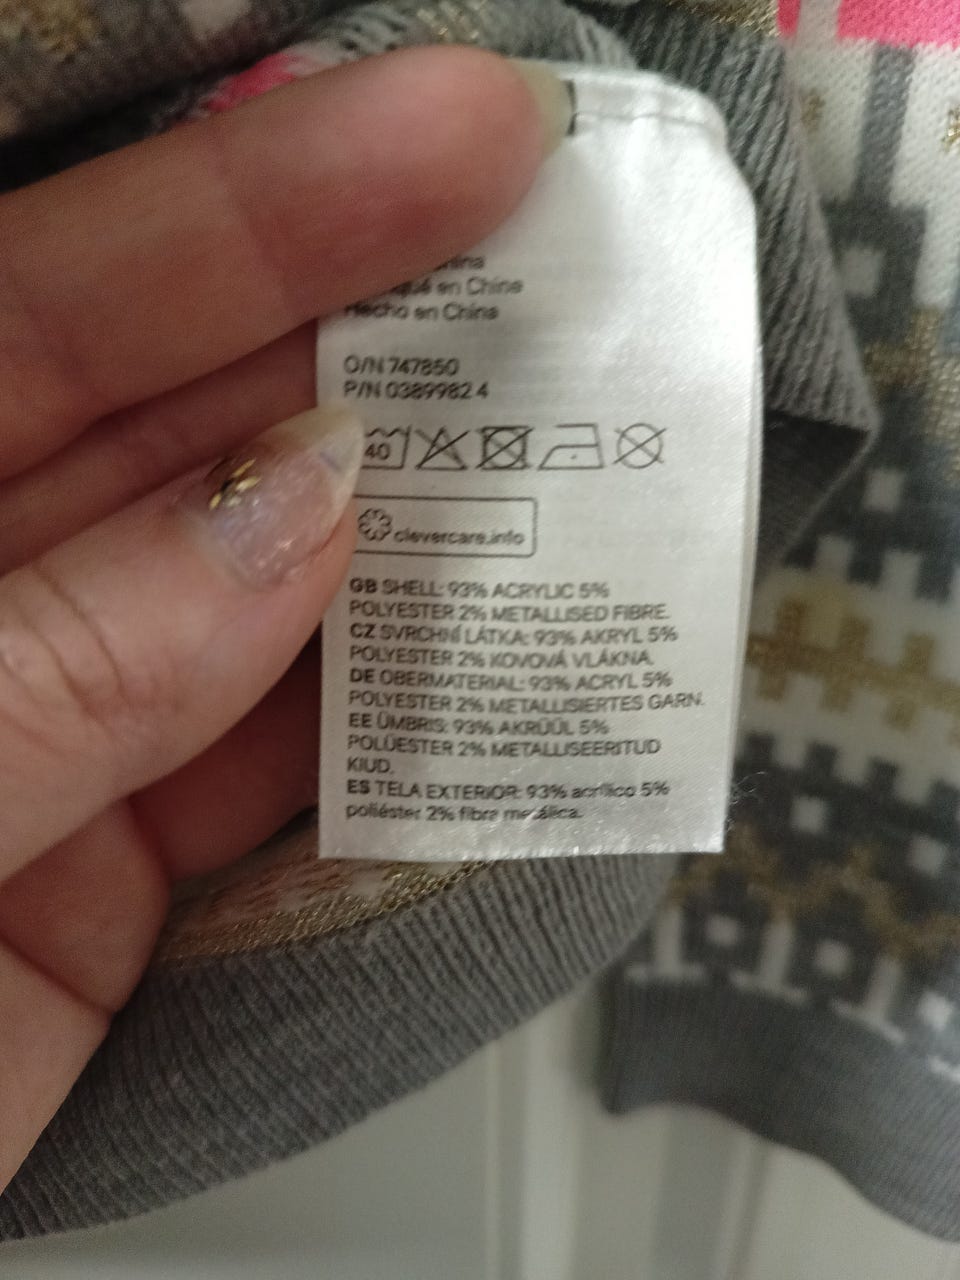 en China
Hecho en China
O/N 747850
P/N 0389982 4
40
clevercare.info
GB SHELL: 93% ACRYLIC 5%
POLYESTER 2% METALLISED FIBRE.
CZ SVRCHNÍ LÁTKA: 93% AKRYL 5%
POLYESTER 2% KOVOVÁ VLÁKNA.
DE OBERMATERIAL: 93% ACRYL 5%
POLYESTER 2% METALLISIERTES GARN.
EE ÜMBRIS: 93% AKRÜÜL 5%
POLÜESTER 2% METALLISEERITUD
KIUD.
ES TELA EXTERIOR: 93% acrílico 5%
poliéster 2% fibra metálica.